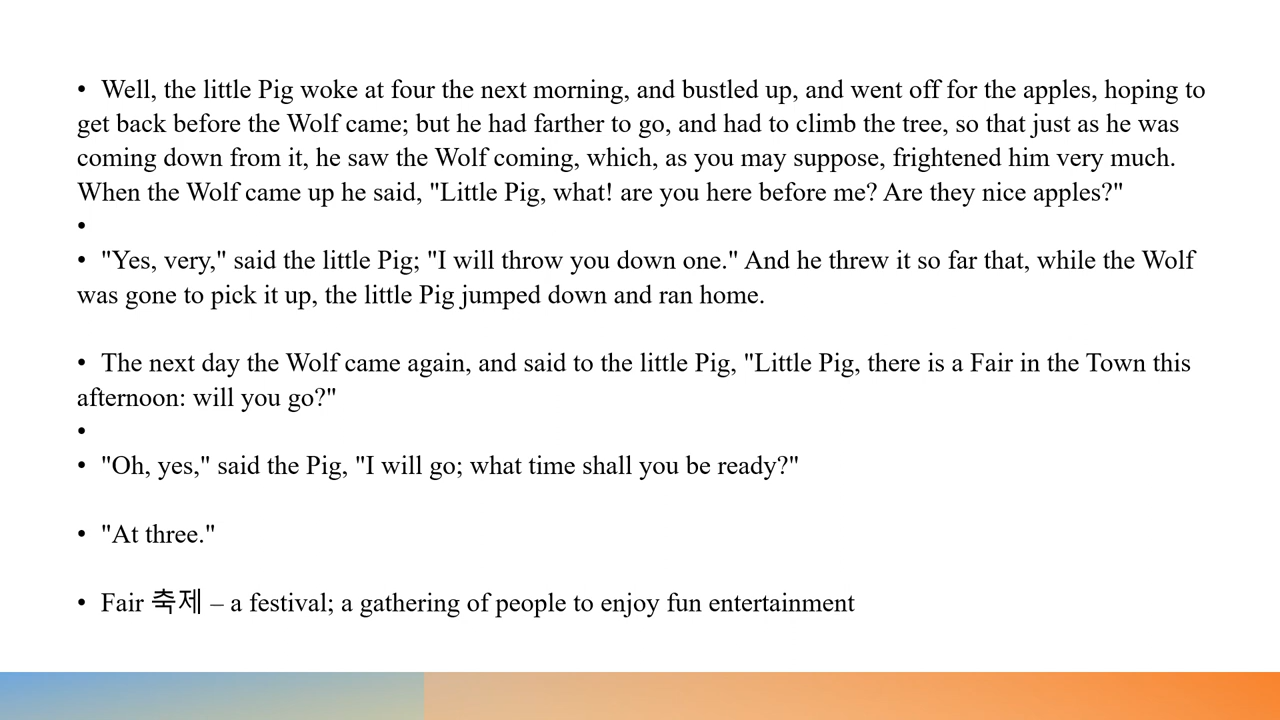 • Well, the little Pig woke at four the next morning, and bustled up, and went off for the apples, hoping to
get back before the Wolf came; but he had farther to go, and had to climb the tree, so that just as he was
coming down from it, he saw the Wolf coming, which, as you may suppose, frightened him very much.
When the Wolf came up he said, "Little Pig, what! are you here before me? Are they nice apples?"
•
• "Yes, very," said the little Pig; "I will throw you down one." And he threw it so far that, while the Wolf
was gone to pick it up, the little Pig jumped down and ran home.
• The next day the Wolf came again, and said to the little Pig, "Little Pig, there is a Fair in the Town this
afternoon: will you go?"
•
• "Oh, yes," said the Pig, "I will go; what time shall you be ready?"
• "At three."
• Fair 축제 – a festival; a gathering of people to enjoy fun entertainment